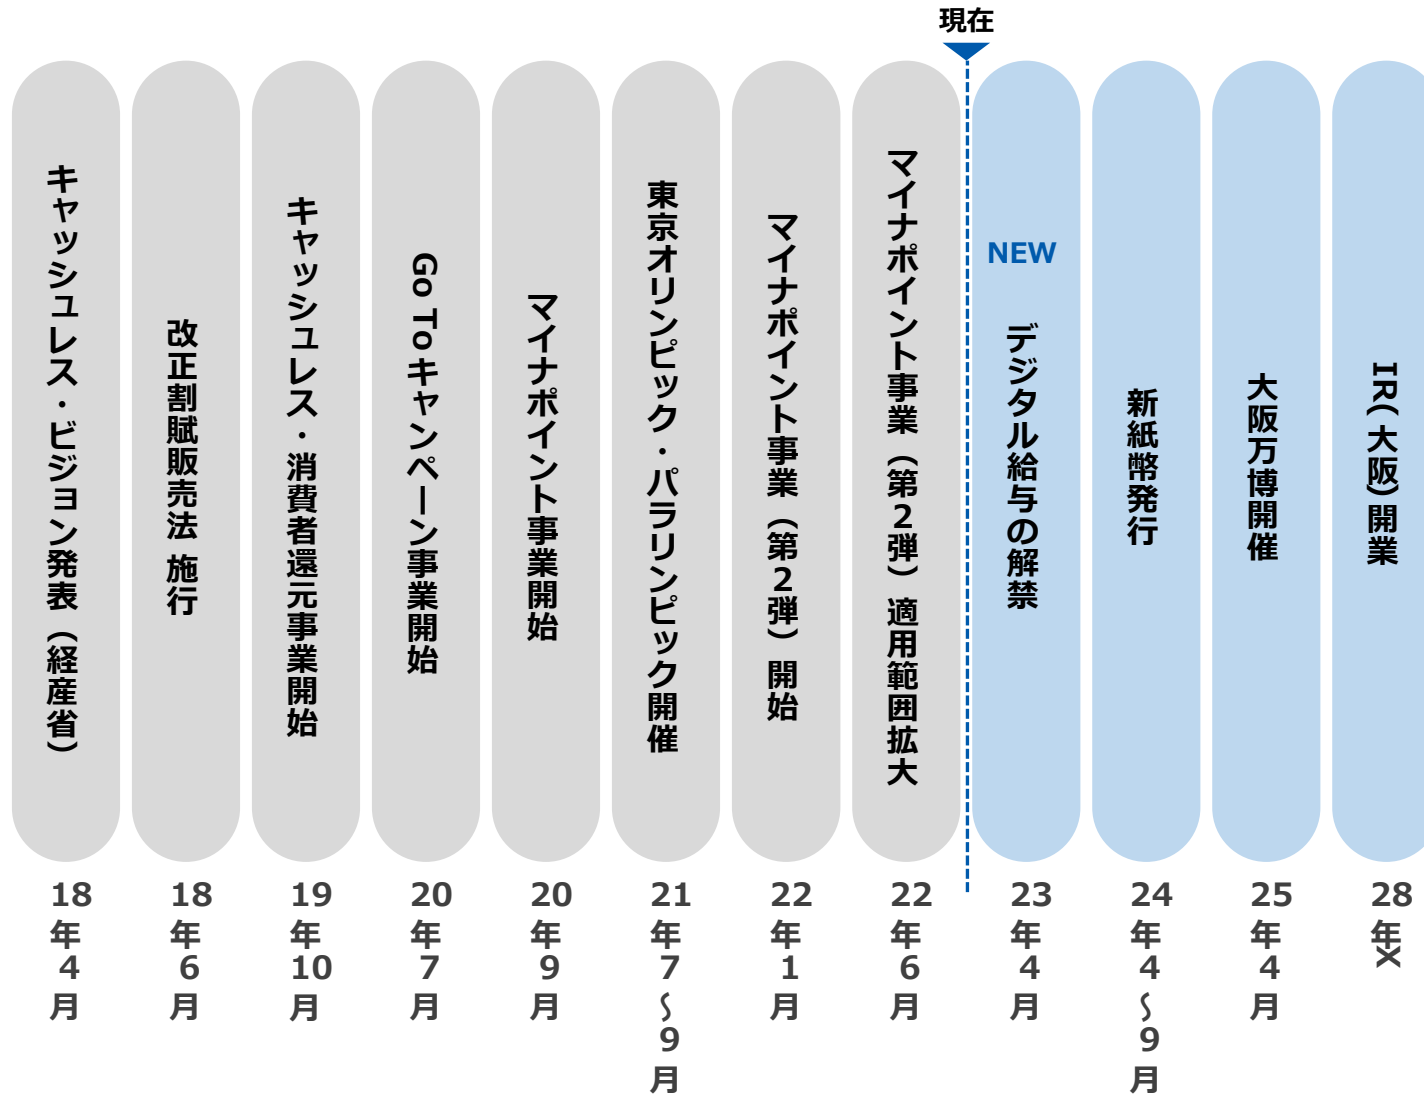 現在
キャッシュレス・ビジョン発表（経産省）
18年4月
改正割賦販売法 施行
18年6月
キャッシュレス・消費者還元事業開始
19年10月
Go Toキャンペーン事業開始
20年7月
マイナポイント事業開始
20年9月
東京オリンピック・パラリンピック開催
21年7～9月
マイナポイント事業（第2弾）開始
22年1月
マイナポイント事業（第2弾）適用範囲拡大
22年6月
NEW
デジタル給与の解禁
23年4月
新紙幣発行
24年4～9月
大阪万博開催
25年4月
IR(大阪)開業
28年X